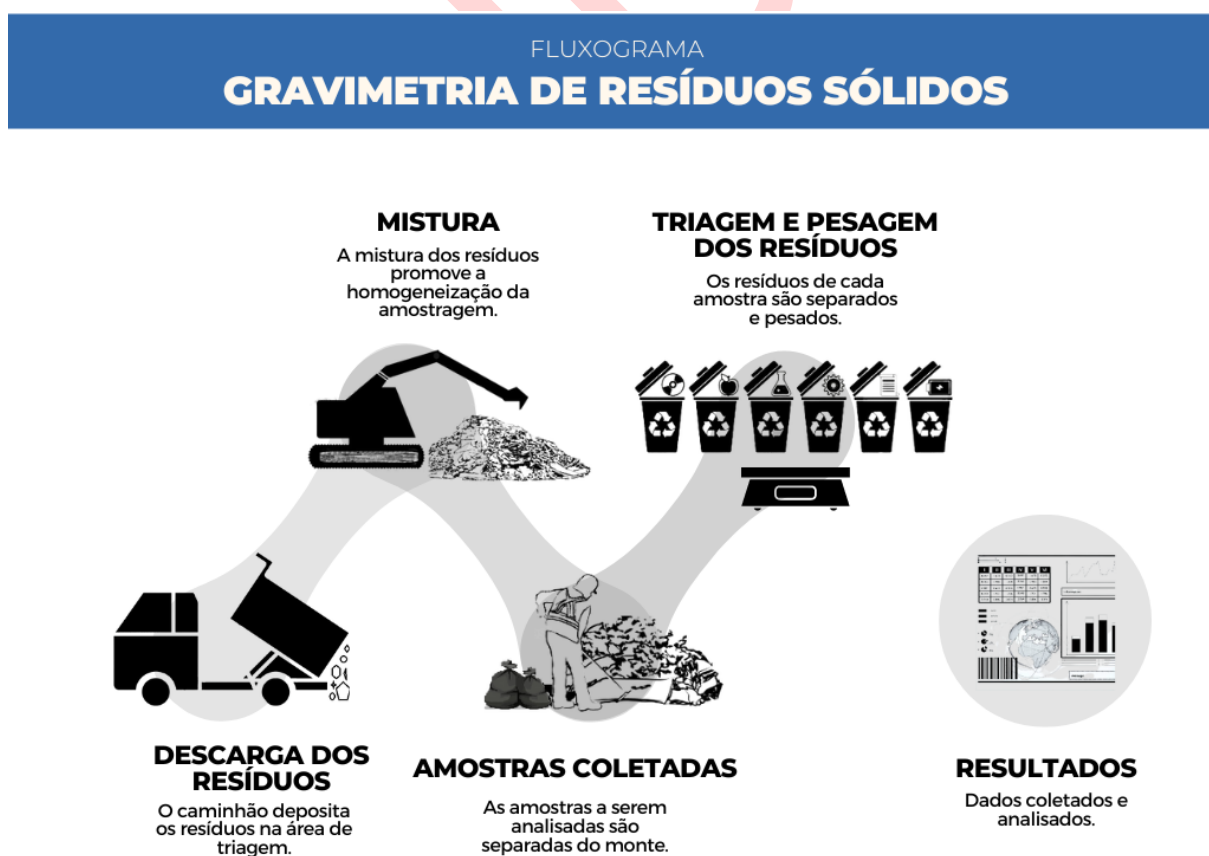 FLUXOGRAMA
GRAVIMETRIA DE RESÍDUOS SÓLIDOS
MISTURA
A mistura dos resíduos
promove a
homogeneização da
amostragem.
TRIAGEM E PESAGEM
DOS RESÍDUOS
Os resíduos de cada
amostra são separados
e pesados.
DESCARGA DOS
RESÍDUOS
O caminhão deposita
os resíduos na área de
triagem.
AMOSTRAS COLETADAS
As amostras a serem
analisadas são
separadas do monte.
RESULTADOS
Dados coletados e
analisados.